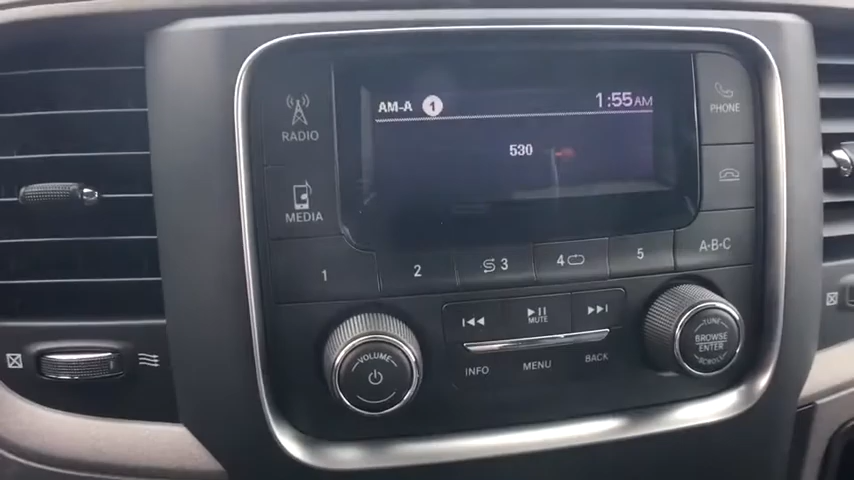 AM-A 1 1:55 AM
530
RADIO
MEDIA
PHONE
1 2 3 4 5 A-B-C
MUTE
INFO MENU BACK
VOLUME
TUNE
BROWSE
ENTER
SCROLL